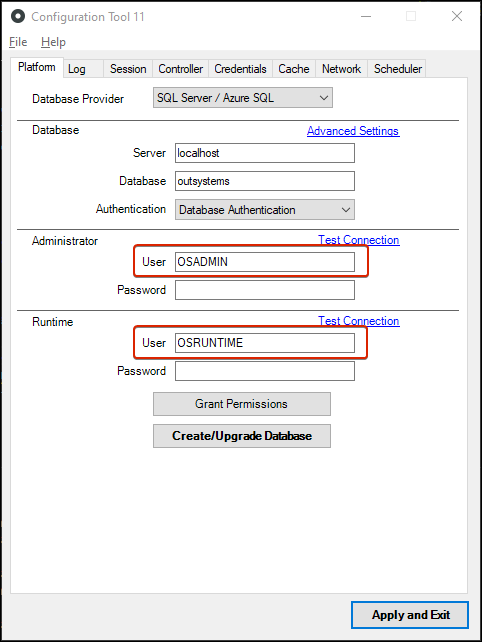 Configuration Tool 11
File Help
Platform Log Session Controller Credentials Cache Network Scheduler
Database Provider SQL Server / Azure SQL
Database Advanced Settings
Server localhost
Database outsystems
Authentication Database Authentication
Administrator Test Connection
User OSADMIN
Password
Runtime Test Connection
User OSRUNTIME
Password
Grant Permissions
Create/Upgrade Database
Apply and Exit